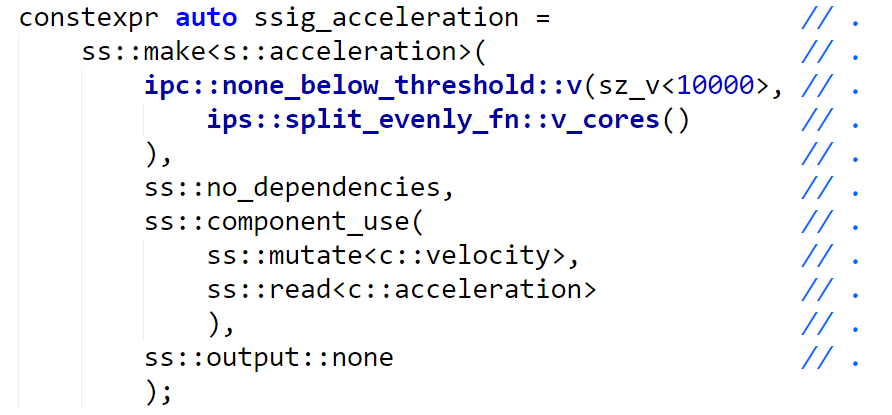 constexpr auto ssig_acceleration = // .
    ss::make<s::acceleration>( // .
        ipc::none_below_threshold::v(sz_v<10000>, // .
            ips::split_evenly_fn::v_cores() // .
        ), // .
        ss::no_dependencies, // .
        ss::component_use( // .
            ss::mutate<c::velocity>, // .
            ss::read<c::acceleration> // .
            ), // .
        ss::output::none // .
        );